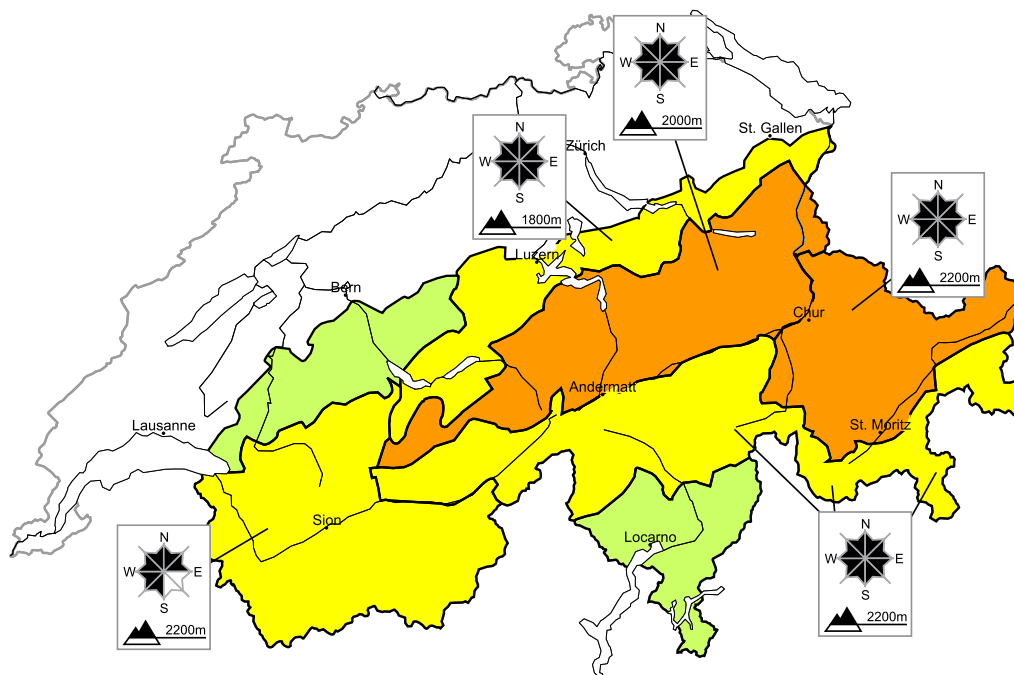 N
W E
S
2000m
N
W E
S
1800m
Zürich
St. Gallen
N
W E
S
2200m
Luzern
Bern
Chur
Andermatt
Lausanne
St. Moritz
Sion
Locarno
N
W E
S
2200m
N
W E
S
2200m